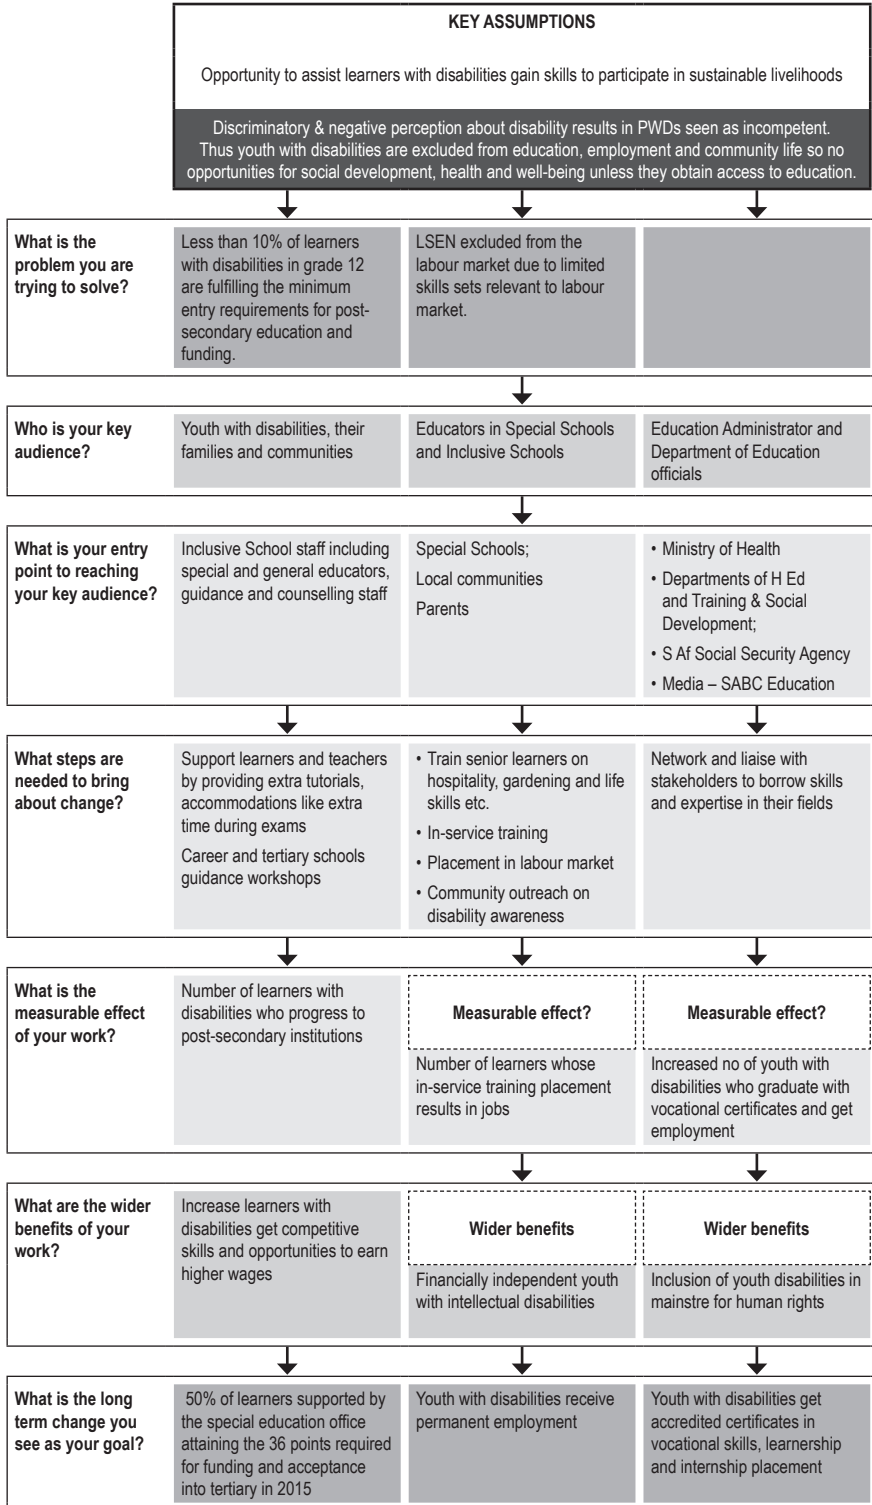 KEY ASSUMPTIONS
Opportunity to assist learners with disabilities gain skills to participate in sustainable livelihoods
Discriminatory & negative perception about disability results in PWDs seen as incompetent.
Thus youth with disabilities are excluded from education, employment and community life so no
opportunities for social development, health and well-being unless they obtain access to education.
What is the
problem you are
trying to solve?
Less than 10% of learners
with disabilities in grade 12
are fulfilling the minimum
entry requirements for post-
secondary education and
funding.
LSEN excluded from the
labour market due to limited
skills sets relevant to labour
market.
Who is your key
audience?
Youth with disabilities, their
families and communities
Educators in Special Schools
and Inclusive Schools
Education Administrator and
Department of Education
officials
What is your entry
point to reaching
your key audience?
Inclusive School staff including
special and general educators,
guidance and counselling staff
Special Schools;
Local communities
Parents
• Ministry of Health
• Departments of H Ed
and Training & Social
Development;
• S Af Social Security Agency
• Media – SABC Education
What steps are
needed to bring
about change?
Support learners and teachers
by providing extra tutorials,
accommodations like extra
time during exams
Career and tertiary schools
guidance workshops
• Train senior learners on
hospitality, gardening and life
skills etc.
• In-service training
• Placement in labour market
• Community outreach on
disability awareness
Network and liaise with
stakeholders to borrow skills
and expertise in their fields
What is the
measurable effect
of your work?
Number of learners with
disabilities who progress to
post-secondary institutions
Measurable effect?
Number of learners whose
in-service training placement
results in jobs
Measurable effect?
Increased no of youth with
disabilities who graduate with
vocational certificates and get
employment
What are the wider
benefits of your
work?
Increase learners with
disabilities get competitive
skills and opportunities to earn
higher wages
Wider benefits
Financially independent youth
with intellectual disabilities
Wider benefits
Inclusion of youth disabilities in
mainstre for human rights
What is the long
term change you
see as your goal?
50% of learners supported by
the special education office
attaining the 36 points required
for funding and acceptance
into tertiary in 2015
Youth with disabilities receive
permanent employment
Youth with disabilities get
accredited certificates in
vocational skills, learnership
and internship placement